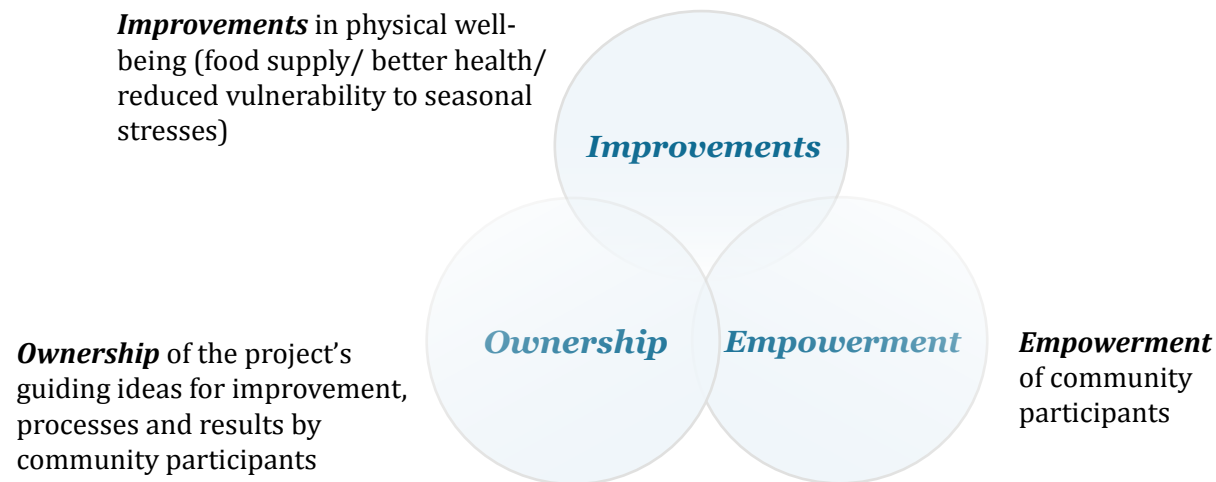 Improvements in physical well-
being (food supply/ better health/
reduced vulnerability to seasonal
stresses)
Improvements
Ownership
Empowerment
Ownership of the project’s
guiding ideas for improvement,
processes and results by
community participants
Empowerment
of community
participants